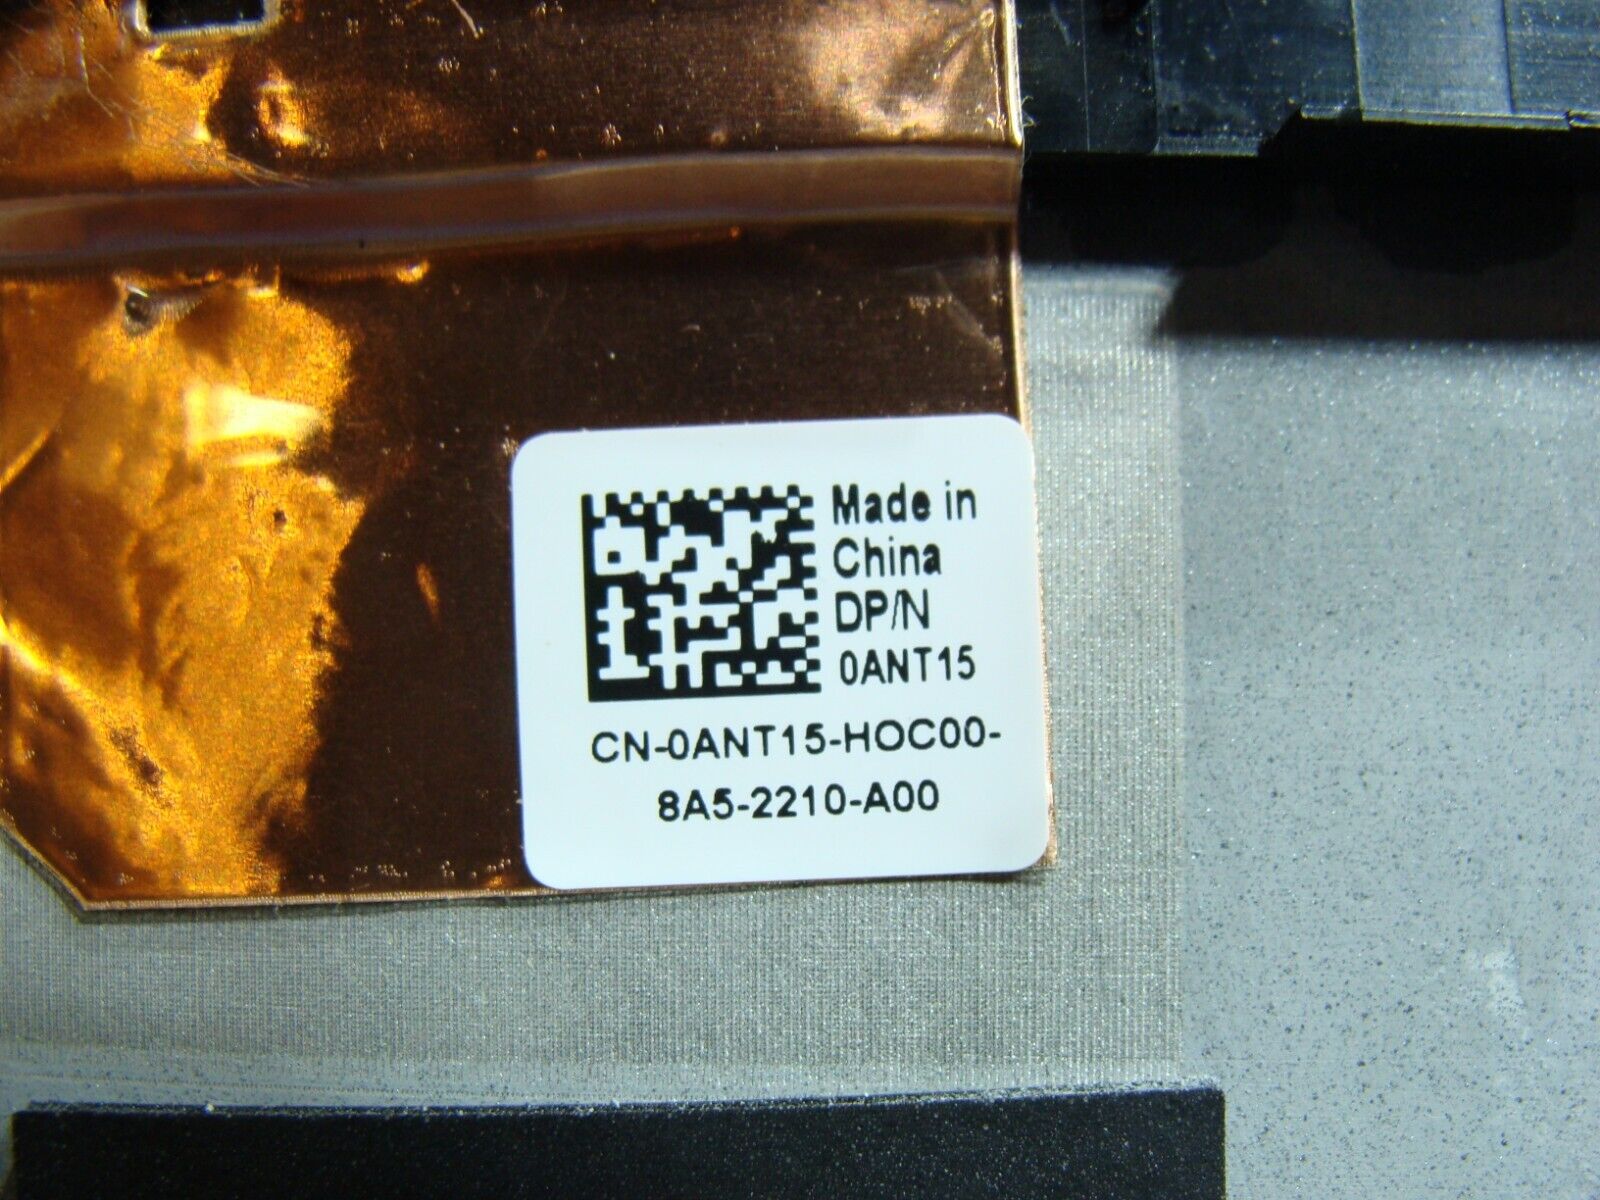 Made in
China
DP/N
0ANT15
CN-0ANT15-HOC00-
8A5-2210-A00